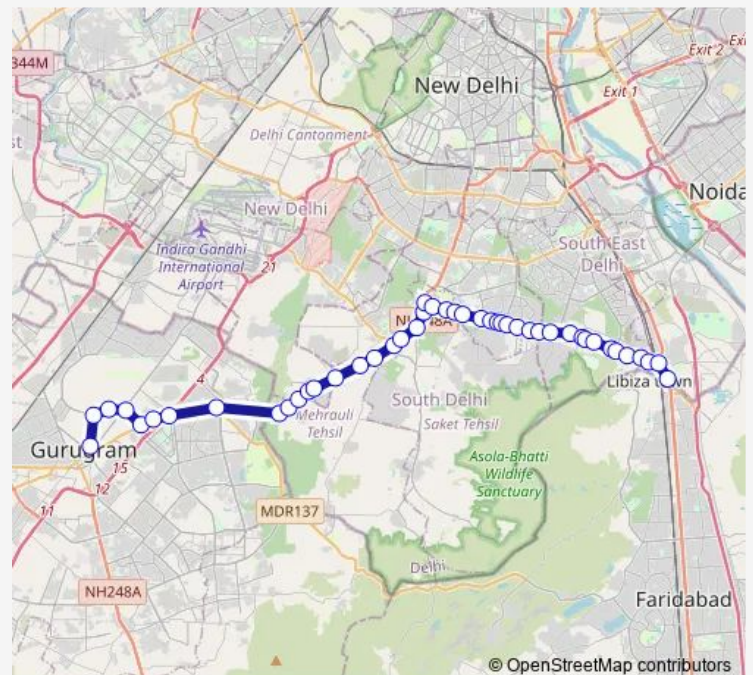 344M
New Delhi
Exit 2
Exit 1
Delhi Cantonment
Noida
New Delhi
South East
Delhi
Indira Gandhi
International
Airport
21
4
Libiza town
South Delhi
Mehrauli
Tehsil
Saket Tehsil
Gurugram
15
12
11
Asola-Bhatti
Wildlife
Sanctuary
MDR137
Delhi
NH248A
Faridabad
© OpenStreetMap contributors